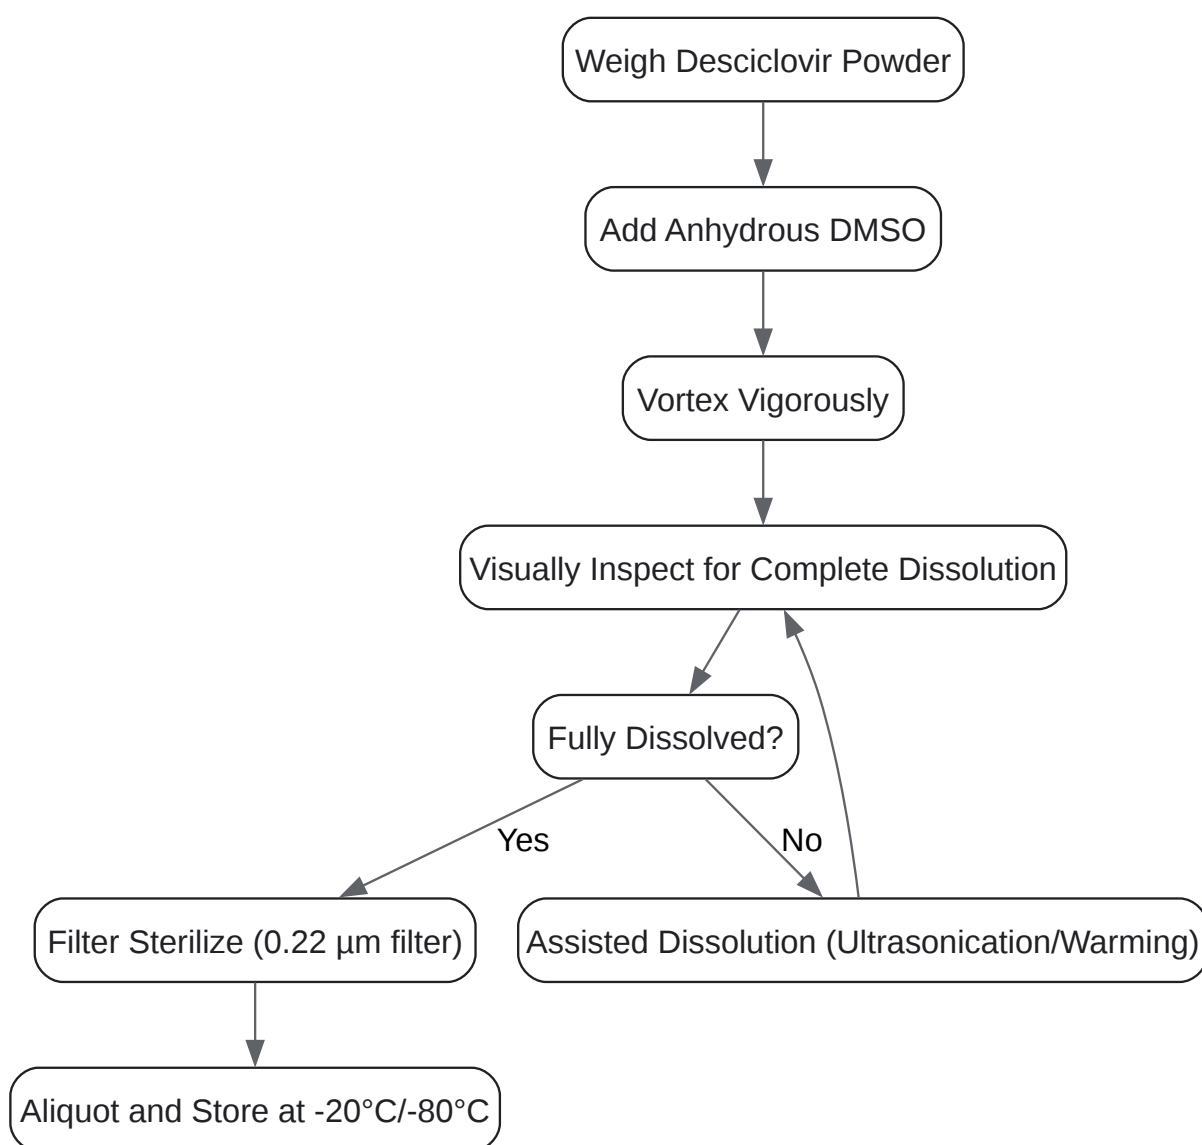 Weigh Desciclovir Powder
Add Anhydrous DMSO
Vortex Vigorously
Visually Inspect for Complete Dissolution
Fully Dissolved?
Yes
No
Filter Sterilize (0.22 µm filter)
Assisted Dissolution (Ultrasonication/Warming)
Aliquot and Store at -20°C/-80°C